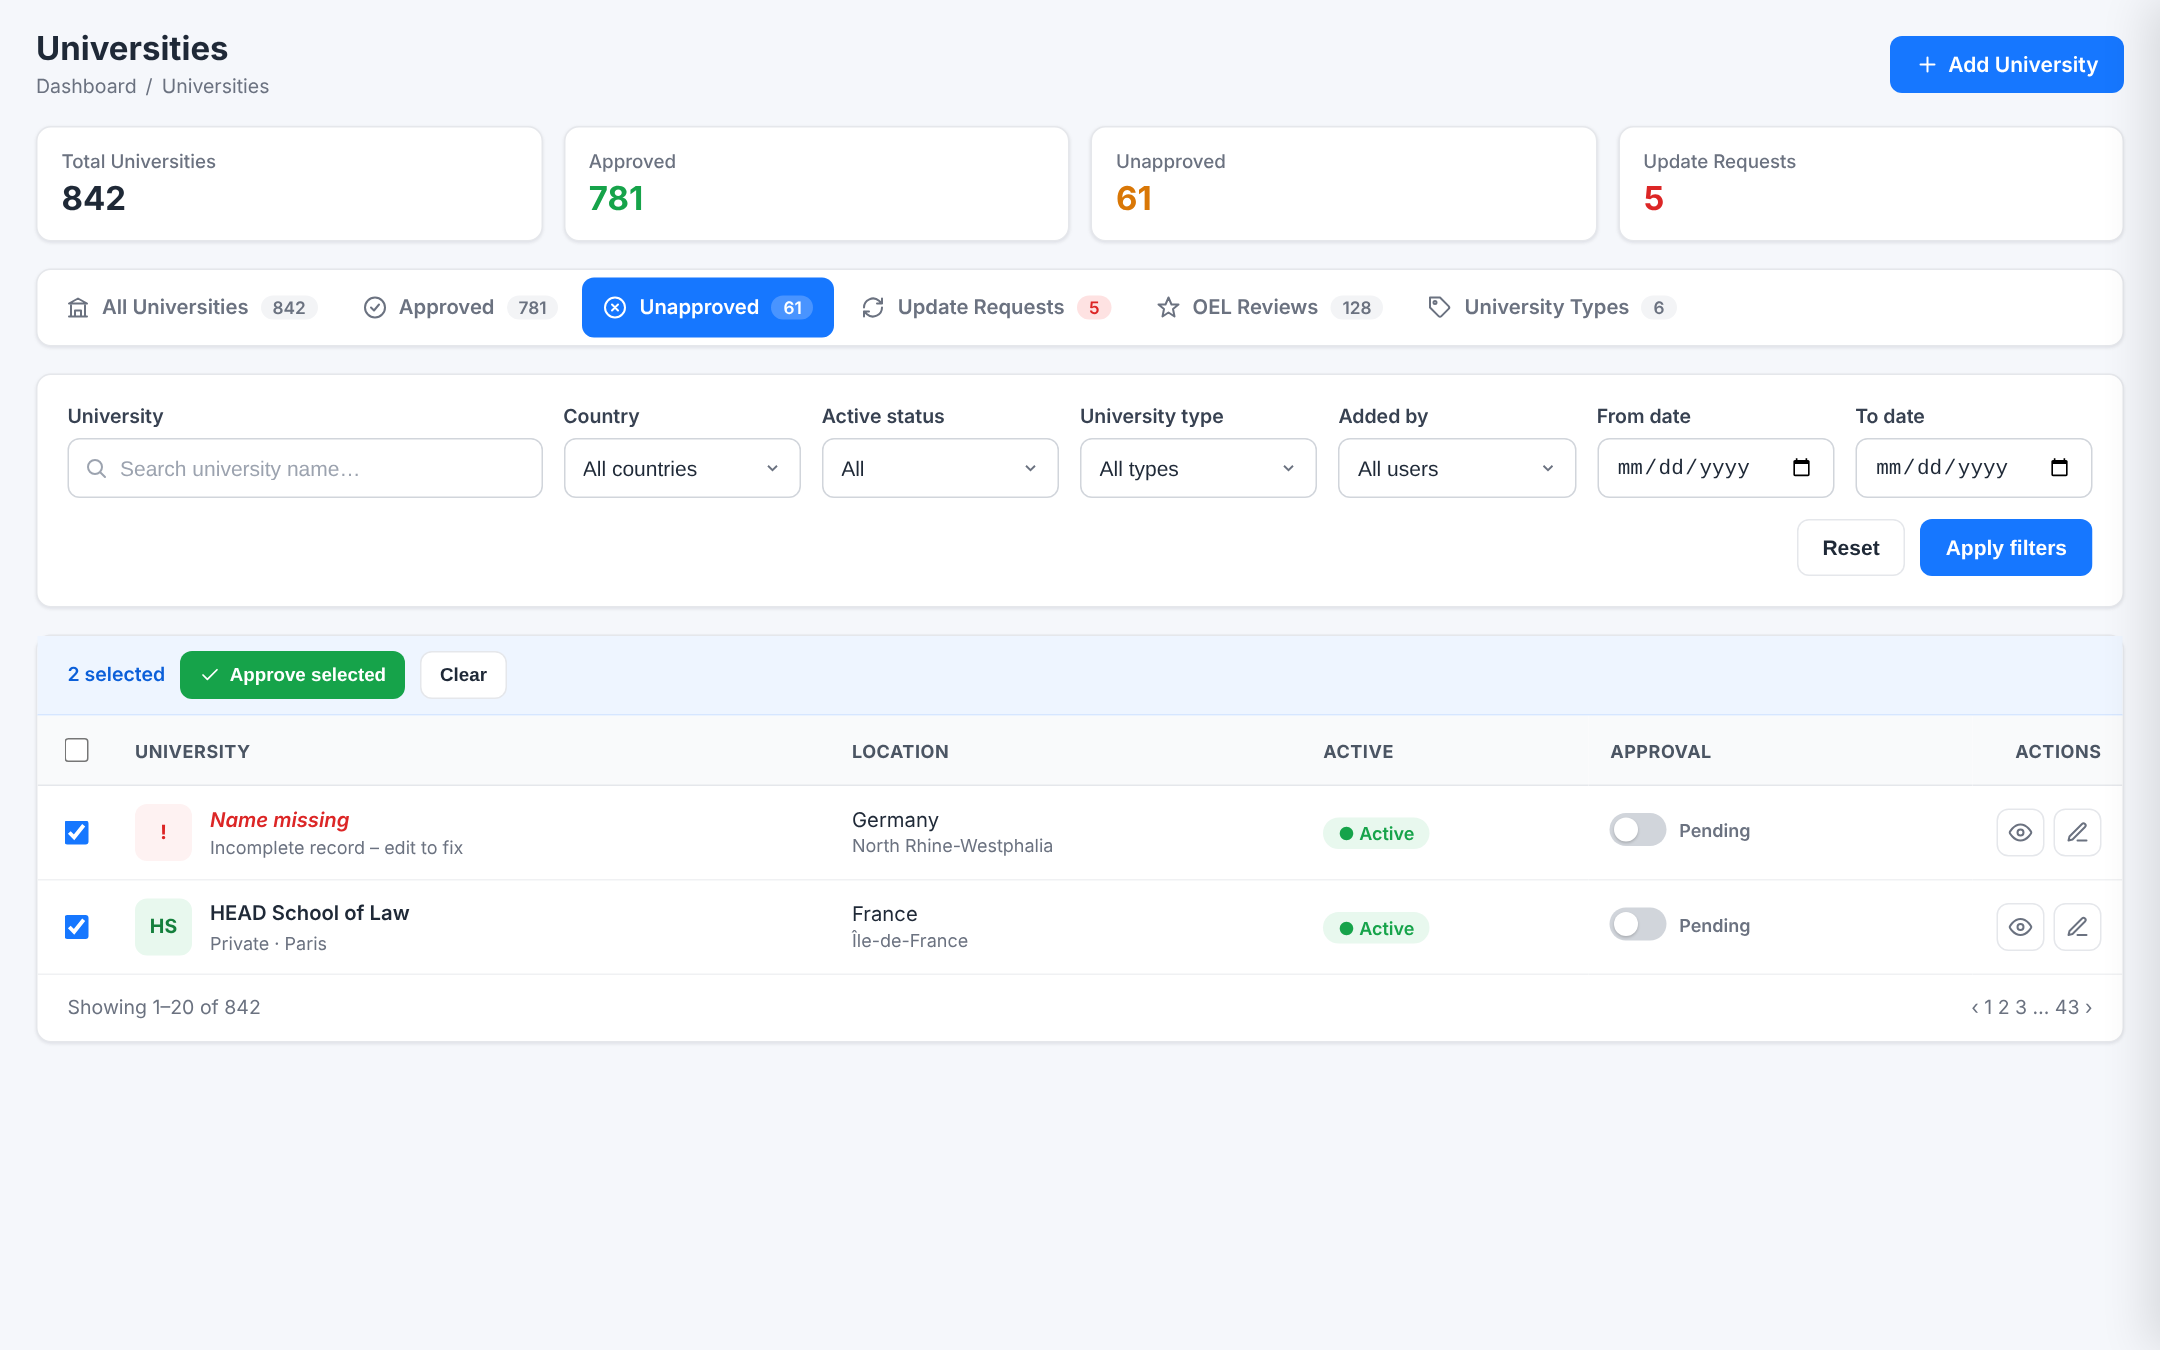 Universities
Dashboard / Universities
+ Add University
Total Universities
842
Approved
781
Unapproved
61
Update Requests
5
All Universities 842 Approved 781 Unapproved 61 Update Requests 5 OEL Reviews 128 University Types 6
University Country Active status University type Added by From date To date
Search university name… All countries All All types All users mm/dd/yyyy mm/dd/yyyy
Reset Apply filters
2 selected Approve selected Clear
UNIVERSITY LOCATION ACTIVE APPROVAL ACTIONS
! Name missing Germany Active Pending
Incomplete record – edit to fix North Rhine-Westphalia
HS HEAD School of Law France Active Pending
Private · Paris Île-de-France
Showing 1–20 of 842 ‹ 1 2 3 … 43 ›